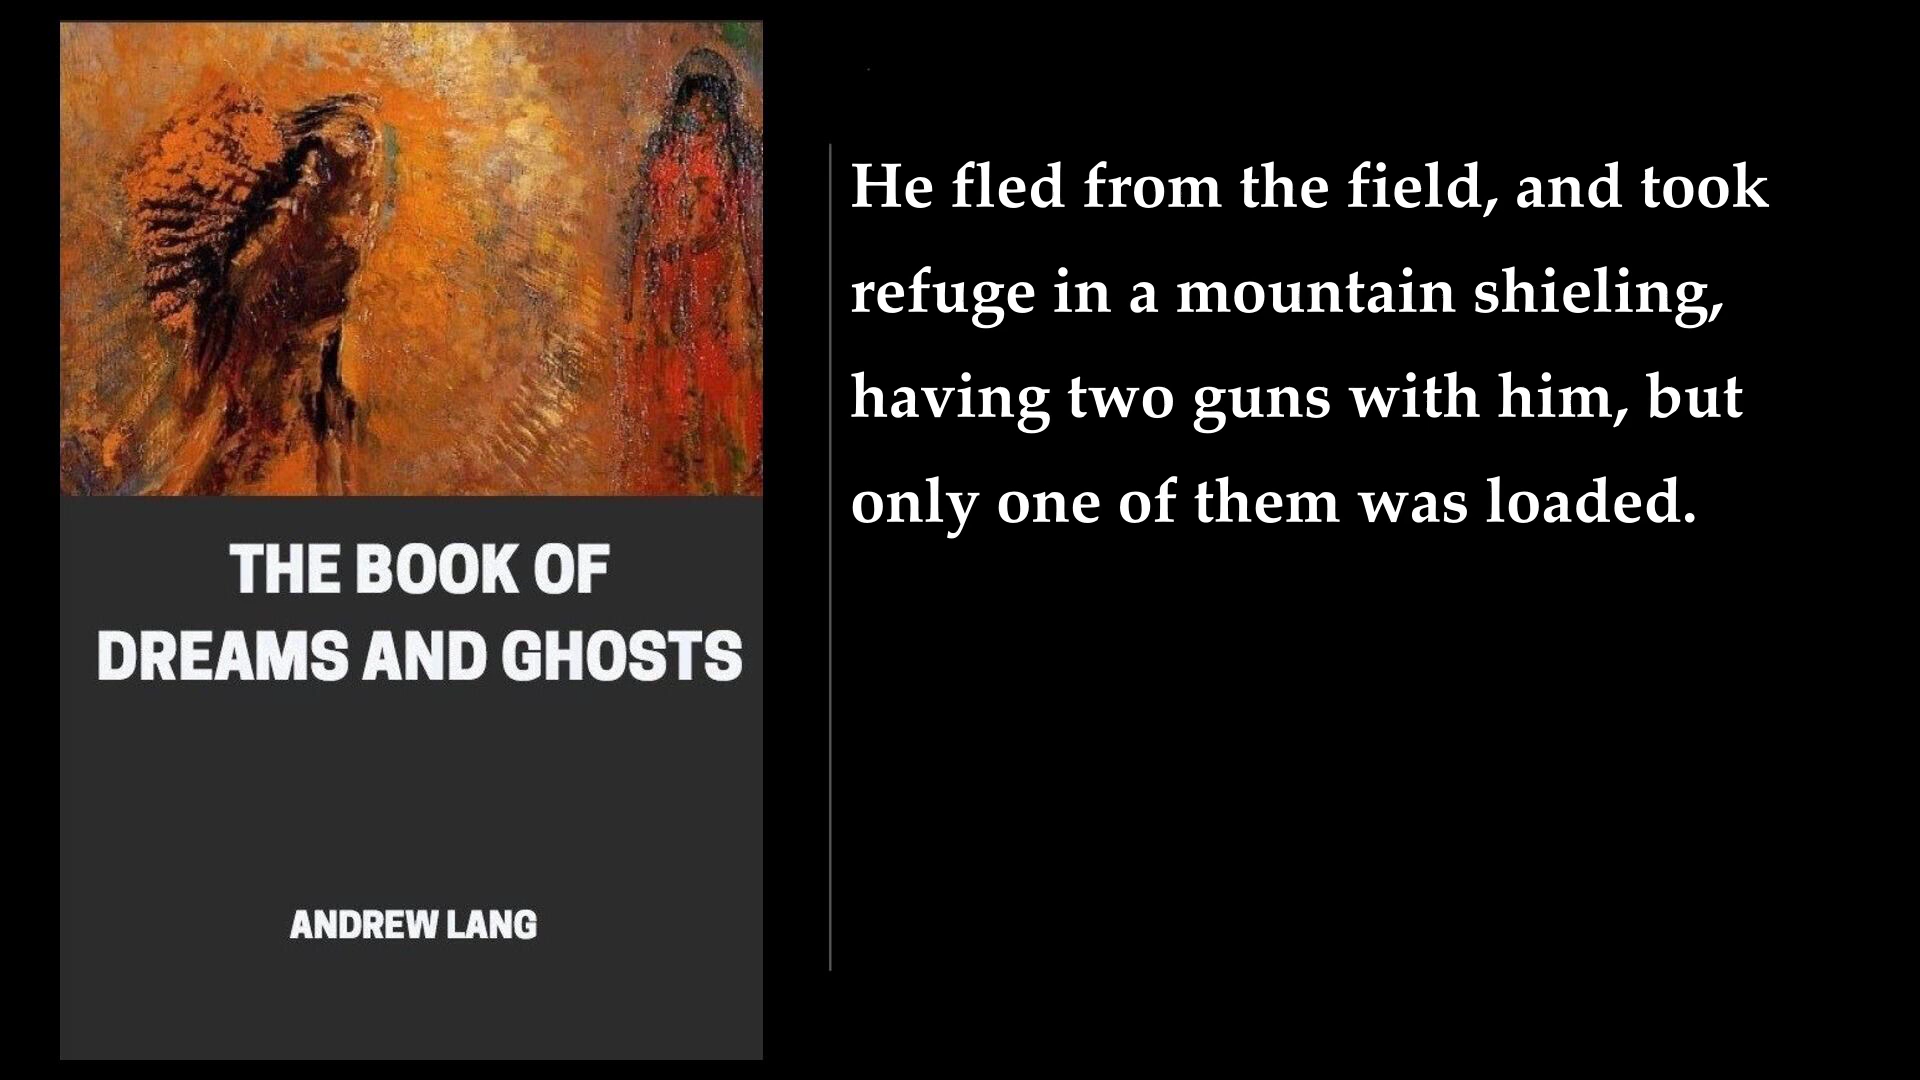 THE BOOK OF
DREAMS AND GHOSTS
ANDREW LANG
He fled from the field, and took
refuge in a mountain shieling,
having two guns with him, but
only one of them was loaded.